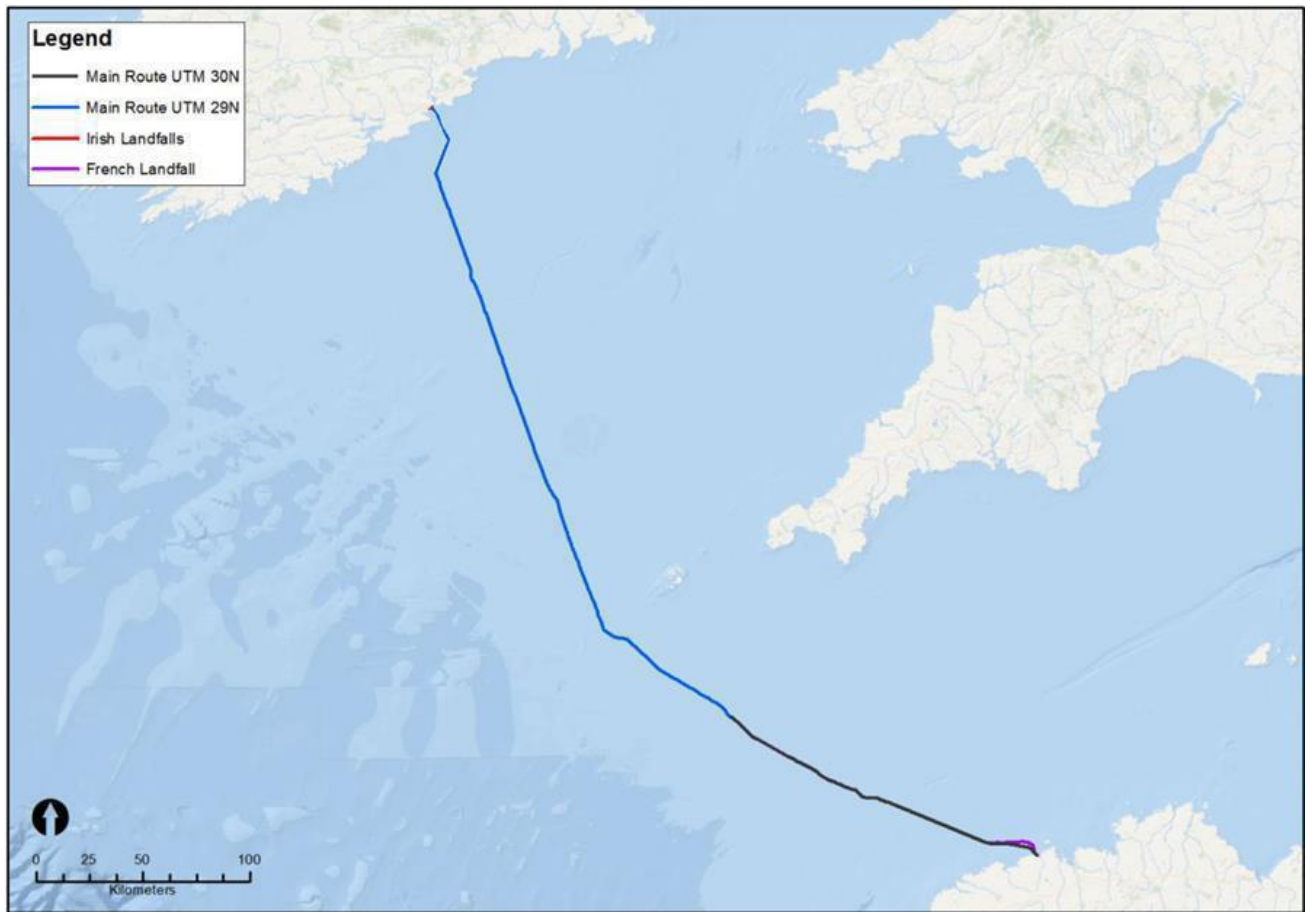 Legend
Main Route UTM 30N
Main Route UTM 29N
Irish Landfalls
French Landfall
0 25 50 100
Kilometers